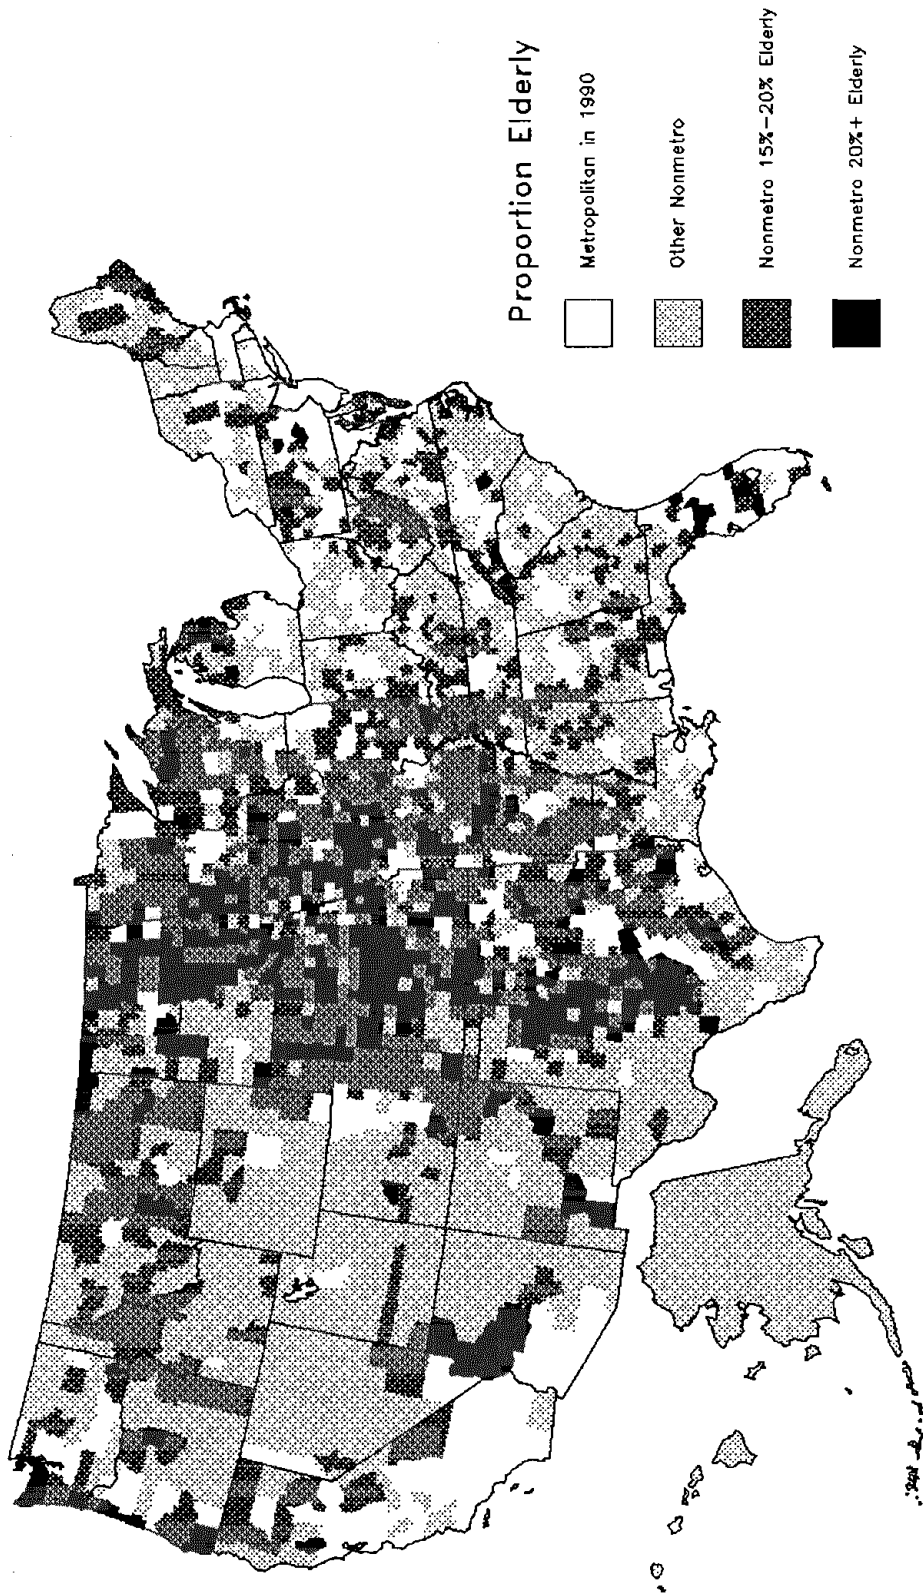 Proportion Elderly
Metropolitan in 1990
Other Nonmetro
Nonmetro 15%-20% Elderly
Nonmetro 20%+ Elderly